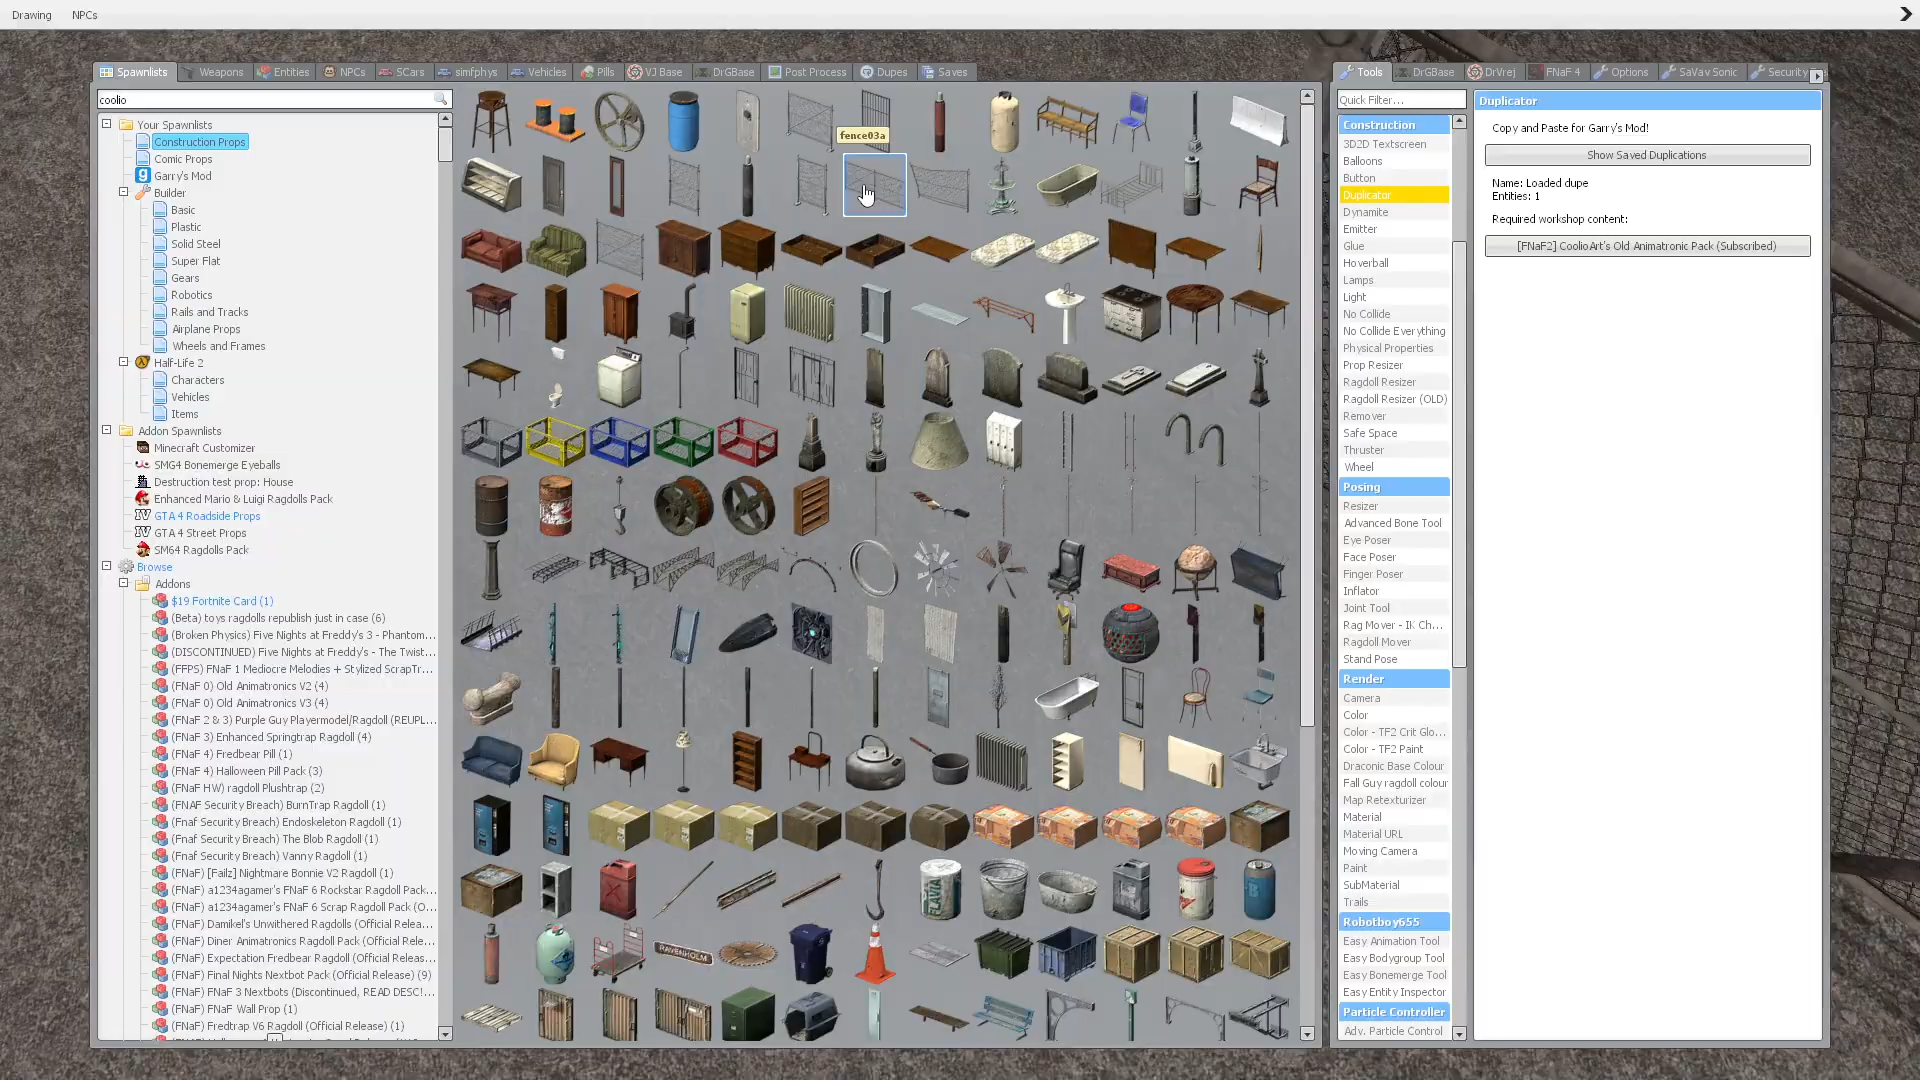 Drawing NPCs
Spawnlists Weapons Entities NPCs SCars simfphys Vehicles Pills VJ Base DrGBase Post Process Dupes Saves
coolio
Your Spawnlists
Construction Props
Comic Props
Garry's Mod
Builder
Basic
Plastic
Solid Steel
Super Flat
Gears
Robotics
Rails and Tracks
Airplane Props
Wheels and Frames
Half-Life 2
Characters
Vehicles
Items
Addon Spawnlists
Minecraft Customizer
SMG4 Bonemerge Eyeballs
Destruction test prop: House
Enhanced Mario & Luigi Ragdolls Pack
GTA 4 Roadside Props
GTA 4 Street Props
SM64 Ragdolls Pack
Browse
Addons
$19 Fortnite Card (1)
(Beta) toys ragdolls republish just in case (6)
(Broken Physics) Five Nights at Freddy's 3 - Phantom...
(DISCONTINUED) Five Nights at Freddy's - The Twist...
(FFPS) FNaF 1 Mediocre Melodies + Stylized ScrapTr...
(FNaF 0) Old Animatronics V2 (4)
(FNaF 0) Old Animatronics V3 (4)
(FNaF 2 & 3) Purple Guy Playermodel/Ragdoll (REUPL...
(FNaF 3) Enhanced Springtrap Ragdoll (4)
(FNaF 4) Fredbear Pill (1)
(FNaF 4) Halloween Pill Pack (3)
(FNaF HW) ragdoll Plushtrap (2)
(FNAF Security Breach) BurnTrap Ragdoll (1)
(Fnaf Security Breach) Endoskeleton Ragdoll (1)
(Fnaf Security Breach) The Blob Ragdoll (1)
(Fnaf Security Breach) Vanny Ragdoll (1)
(FNaF) [Failz] Nightmare Bonnie V2 Ragdoll (1)
(FNaF) a1234agamer's FNaF 6 Rockstar Ragdoll Pack...
(FNaF) a1234agamer's FNaF 6 Scrap Ragdoll Pack (O...
(FNaF) Damikel's Unwithered Ragdolls (Official Relea...
(FNaF) Diner Animatronics Ragdoll Pack (Official Rele...
(FNaF) Expectation Fredbear Ragdoll (Official Releas...
(FNaF) Final Nights Nextbot Pack (Official Release) (9)
(FNaF) FNaF 3 Nextbots (Discontinued, READ DESC!...
(FNaF) FNaF Wall Prop (1)
(FNaF) Fredtrap V6 Ragdoll (Official Release) (1)
fence03a
FLAVIA
RAVENHOLM
Tools DrGBase DrVrej FNaF 4 Options SaVav Sonic Security
Quick Filter...
Construction
3D2D Textscreen
Balloons
Button
Duplicator
Dynamite
Emitter
Glue
Hoverball
Lamps
Light
No Collide
No Collide Everything
Physical Properties
Prop Resizer
Ragdoll Resizer
Ragdoll Resizer (OLD)
Remover
Safe Space
Thruster
Wheel
Posing
Resizer
Advanced Bone Tool
Eye Poser
Face Poser
Finger Poser
Inflator
Joint Tool
Rag Mover - IK Ch...
Ragdoll Mover
Stand Pose
Render
Camera
Color
Color - TF2 Crit Glo...
Color - TF2 Paint
Draconic Base Colour
Fall Guy ragdoll colour
Map Retexturizer
Material
Material URL
Moving Camera
Paint
SubMaterial
Trails
Robotboy655
Easy Animation Tool
Easy Bodygroup Tool
Easy Bonemerge Tool
Easy Entity Inspector
Particle Controller
Adv. Particle Control
Duplicator
Copy and Paste for Garry's Mod!
Show Saved Duplications
Name: Loaded dupe
Entities: 1
Required workshop content:
[FNaF2] CoolioArt's Old Animatronic Pack (Subscribed)